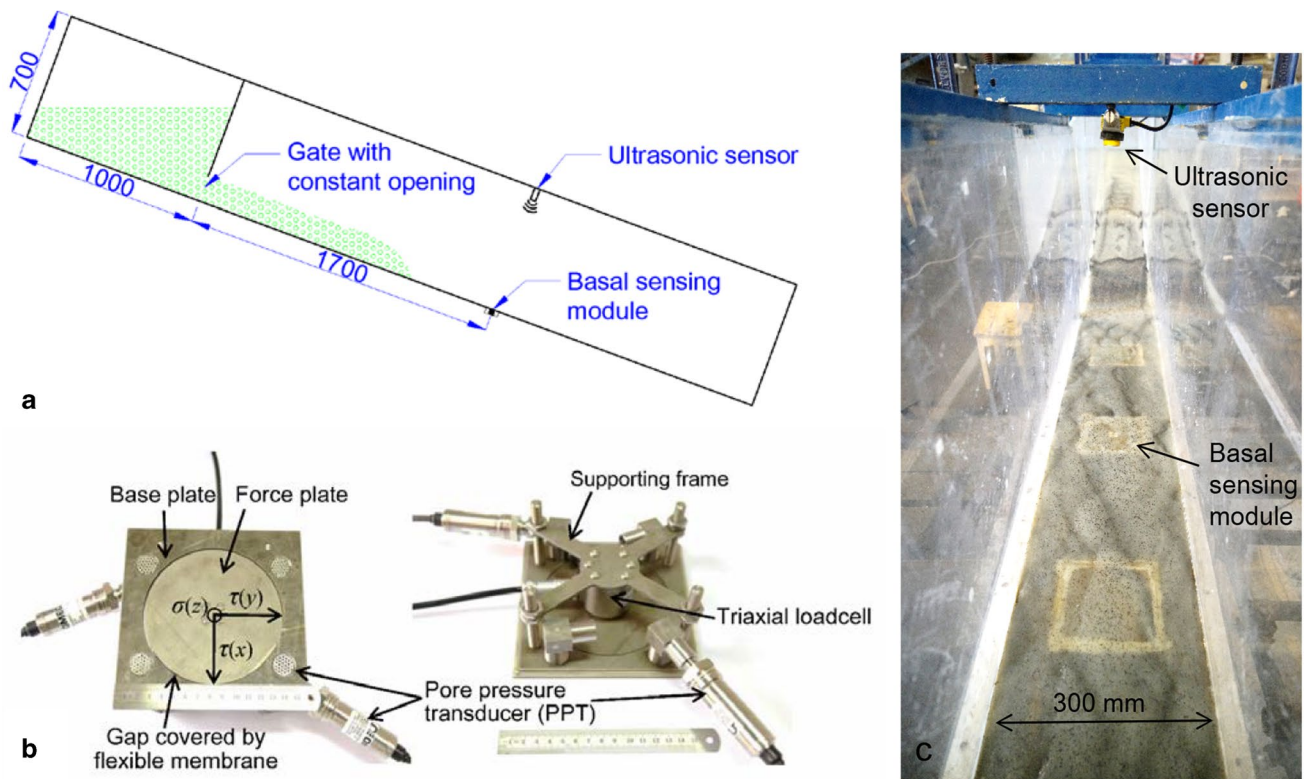 700
1000
Gate with
constant opening
1700
Ultrasonic sensor
Basal sensing
module
a
Base plate
Force plate
σ(z)
τ(y)
τ(x)
Gap covered by
flexible membrane
Supporting frame
Triaxial loadcell
Pore pressure
transducer (PPT)
b
Ultrasonic
sensor
Basal
sensing
module
300 mm
c